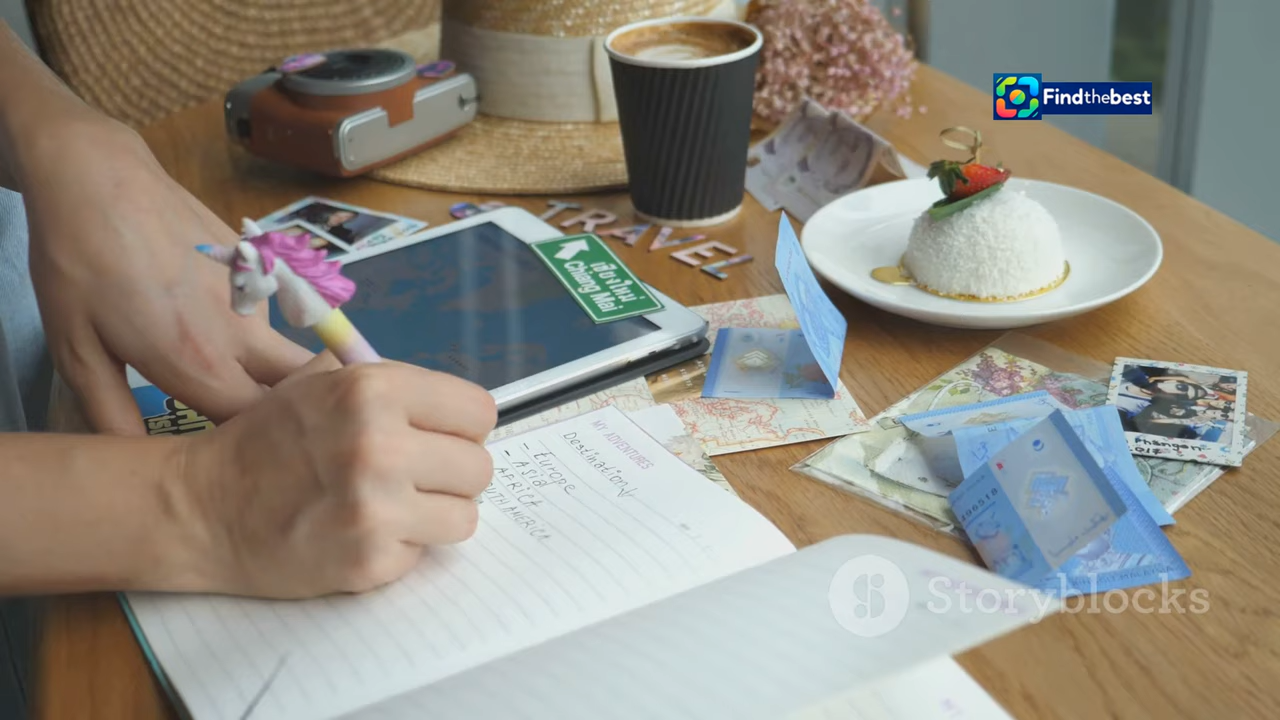 Findthebest
TRAVEL!
เชียงใหม่
Chiang Mai
MY ADVENTURES
Destination
- Europe
- Asia
AFRICA
SOUTH AMERICA
Storyblocks